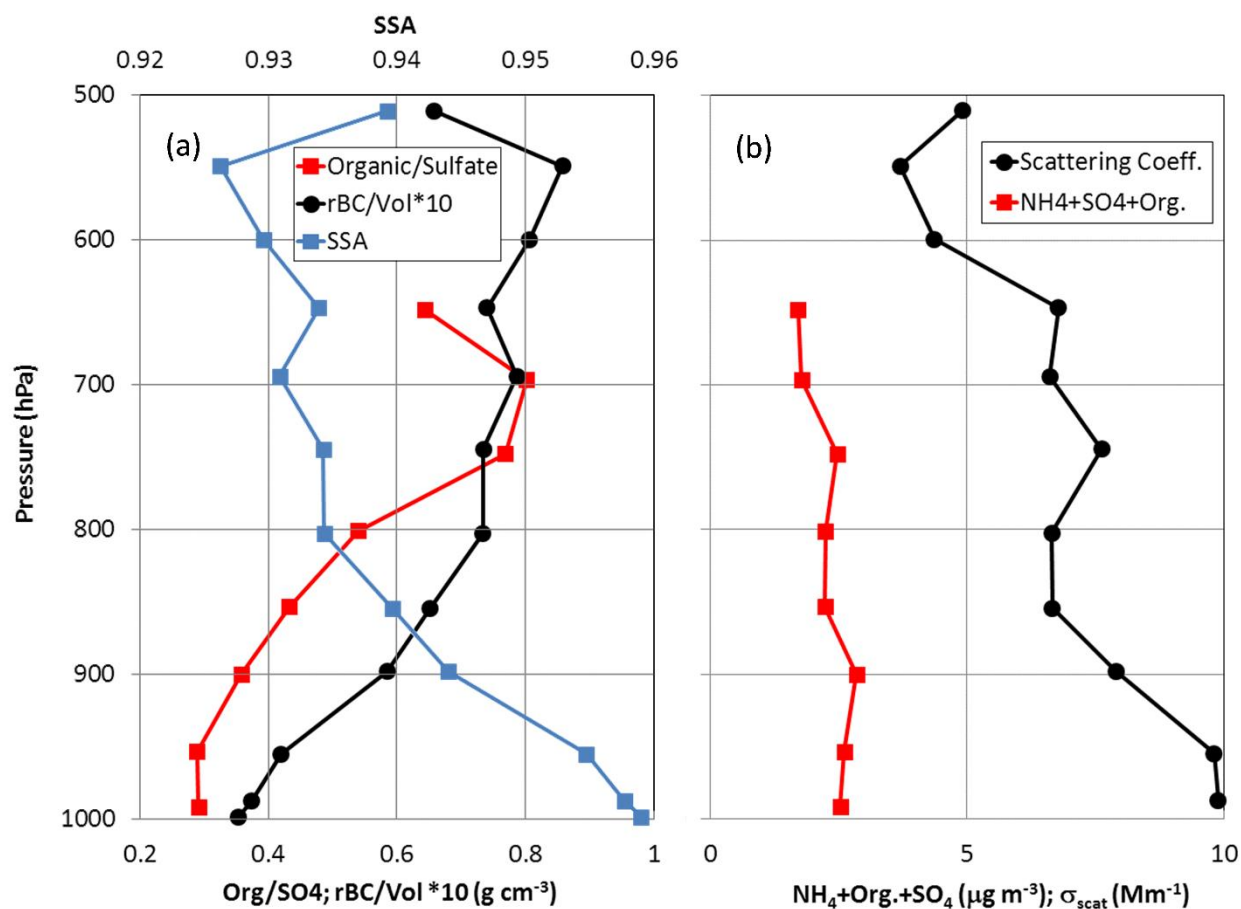 SSA
0.92 0.93 0.94 0.95 0.96
500
600
700
800
900
1000
Pressure (hPa)
(a)
Organic/Sulfate
rBC/Vol*10
SSA
0.2 0.4 0.6 0.8 1
Org/SO4; rBC/Vol *10 (g cm⁻³)
(b)
Scattering Coeff.
NH4+SO4+Org.
0 5 10
NH₄+Org.+SO₄ (µg m⁻³); σscat (Mm⁻¹)